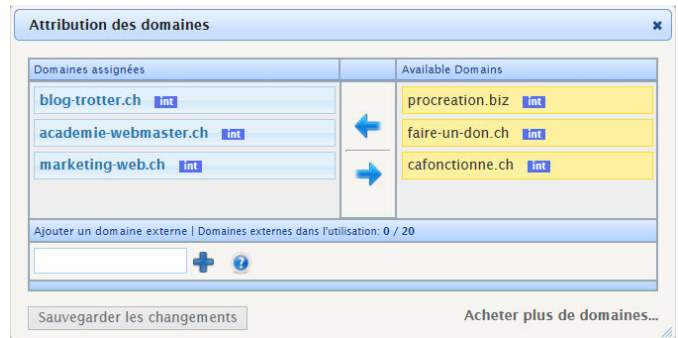 Attribution des domaines
Domaines assignées
Available Domains
blog-trotter.ch int
procreation.biz int
academie-webmaster.ch int
faire-un-don.ch int
marketing-web.ch int
cafonctionne.ch int
Ajouter un domaine externe | Domaines externes dans l'utilisation: 0 / 20
Sauvegarder les changements
Acheter plus de domaines...